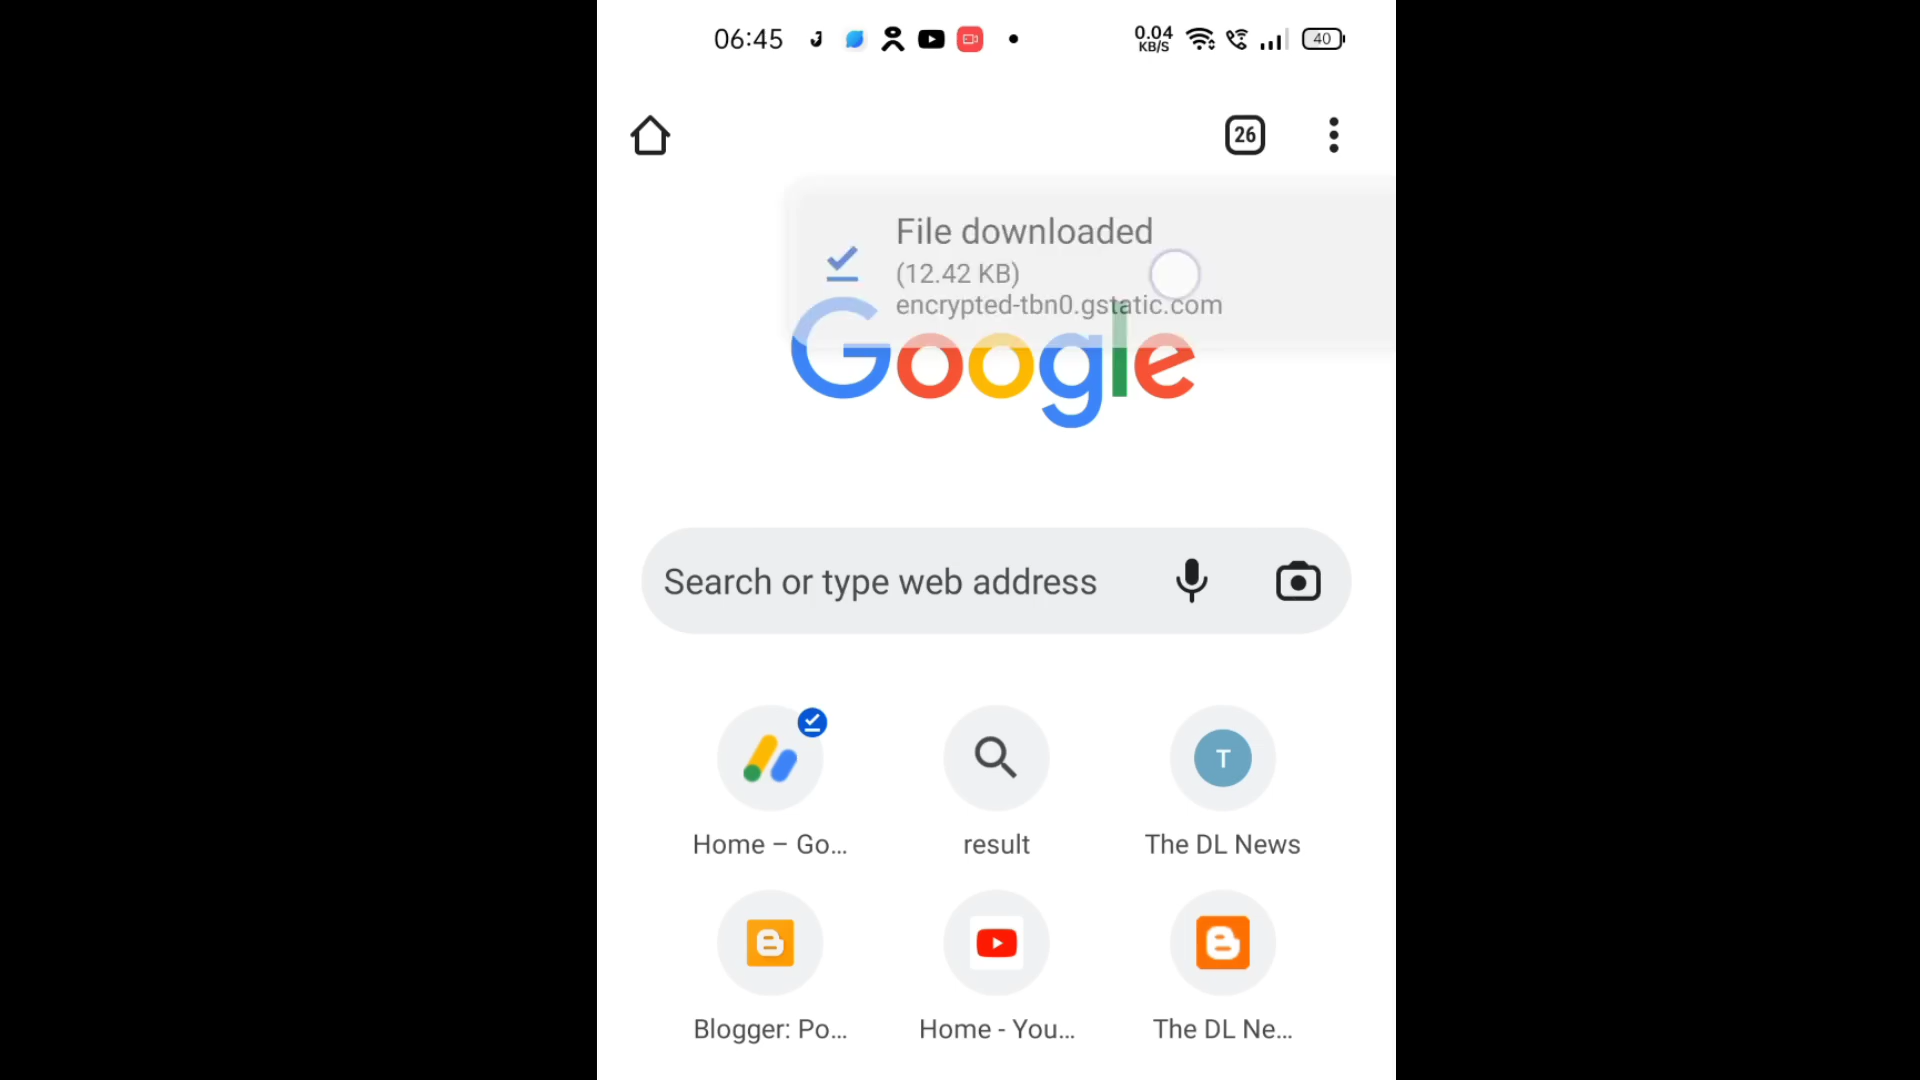 06:45
0.04
KB/S
40
26
File downloaded
(12.42 KB)
encrypted-tbn0.gstatic.com
Google
Search or type web address
T
Home – Go...
result
The DL News
Blogger: Po...
Home - You...
The DL Ne...